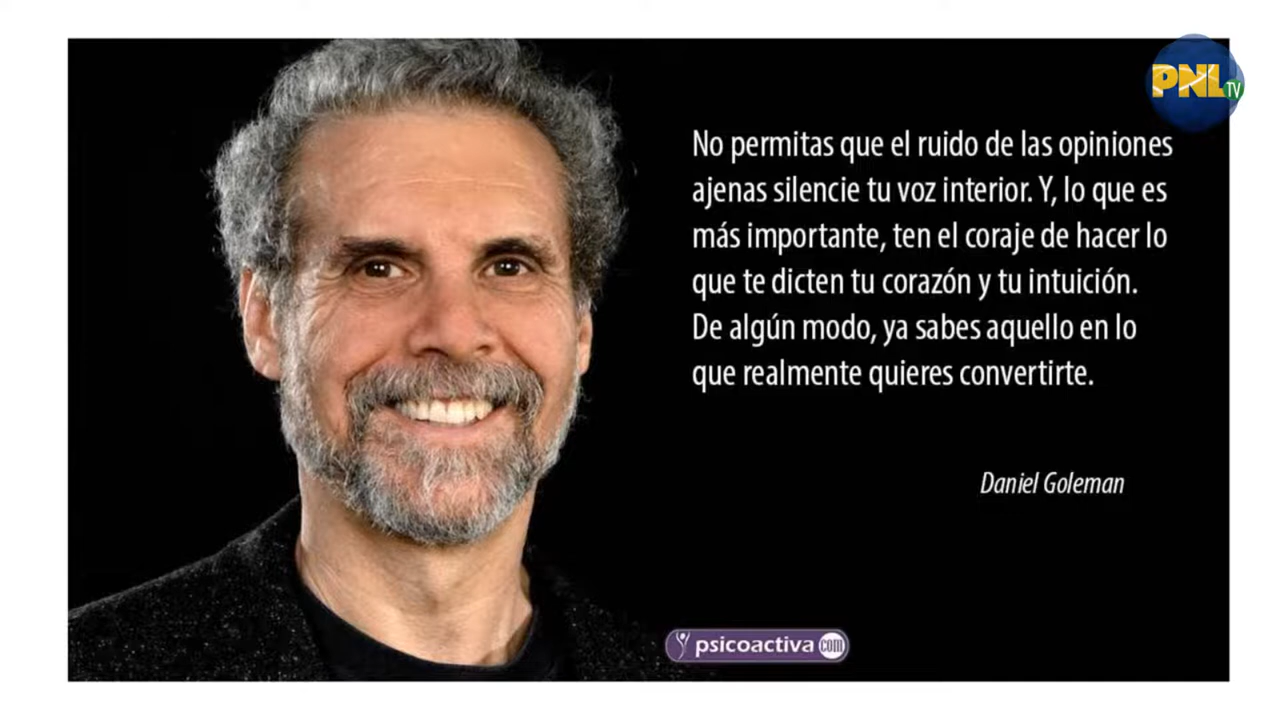 PNL TV
No permitas que el ruido de las opiniones
ajenas silencie tu voz interior. Y, lo que es
más importante, ten el coraje de hacer lo
que te dicten tu corazón y tu intuición.
De algún modo, ya sabes aquello en lo
que realmente quieres convertirte.
Daniel Goleman
psicoactiva com